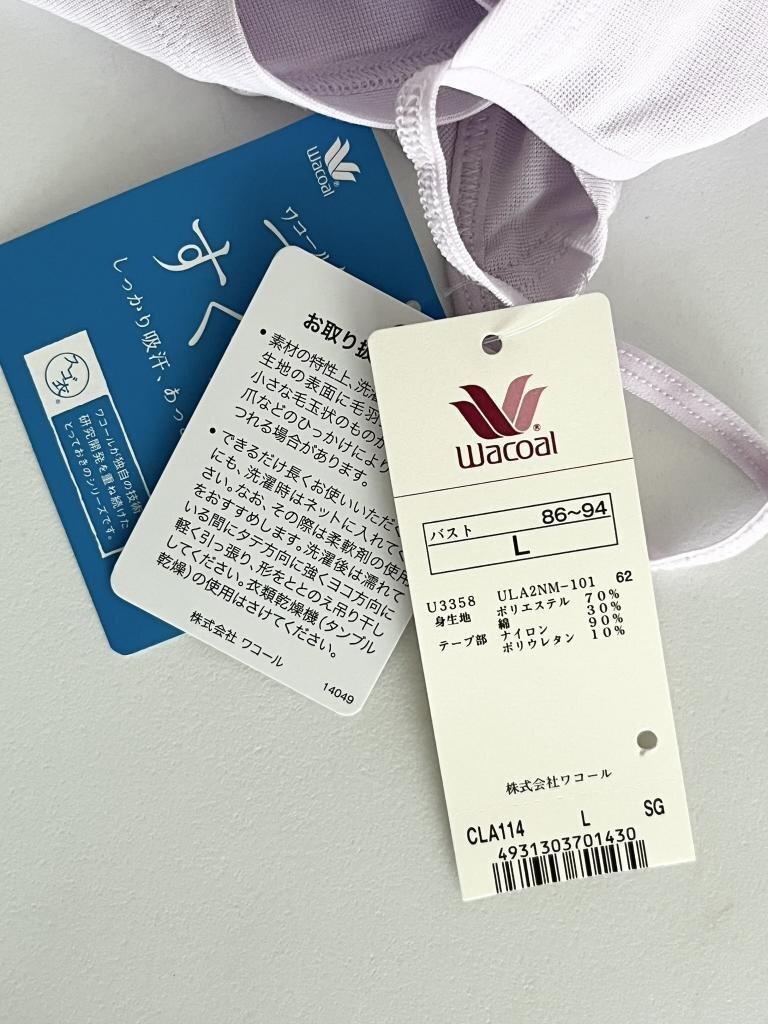 Wacoal
ワコール
すぐ
しっかり吸汗、あっ
スゴ衣
ワコールが独自の技術
研究開発を重ね続けた
とっておきのシリーズです。
お取り扱
• 素材の特性上、洗濯
生地の表面に毛羽
小さな毛玉状のものが
爪などのひっかけにより
つれる場合があります。
• できるだけ長くお使いいただく
にも、洗濯時はネットに入れてく
さい。なお、その際は柔軟剤の使用
をおすすめします。洗濯後は濡れて
いる間にタテ方向に強くヨコ方向に
軽く引っ張り、形をととのえ吊り干し
してください。衣類乾燥機(タンブル
乾燥)の使用はさけてください。
株式会社 ワコール
14049
Wacoal
バスト 86~94
L
U3358 ULA2NM-101 62
身生地 ポリエステル 70%
綿 30%
テープ部 ナイロン 90%
ポリウレタン 10%
株式会社ワコール
CLA114 L SG
4931303701430